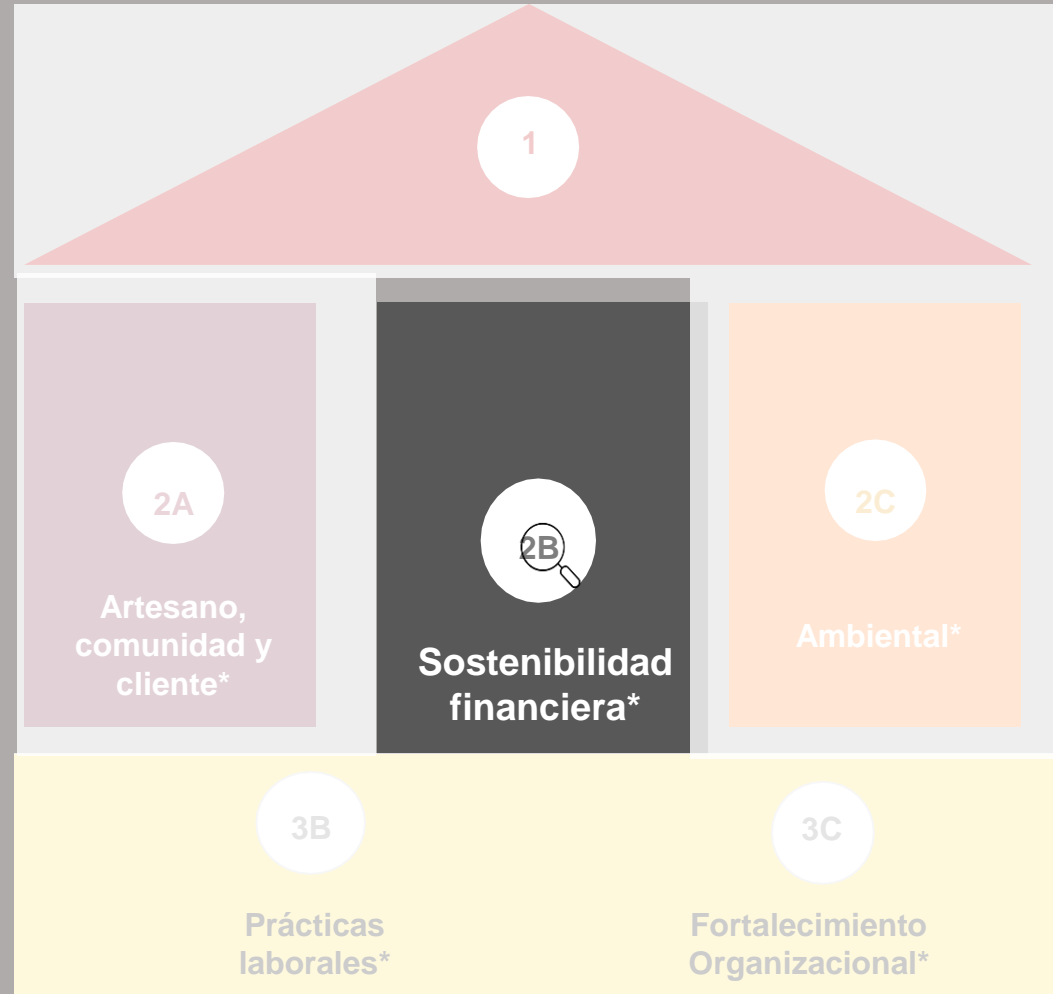 1
2A
Artesano,
comunidad y
cliente*
2B
Sostenibilidad
financiera*
2C
Ambiental*
3B
Prácticas
laborales*
3C
Fortalecimiento
Organizacional*